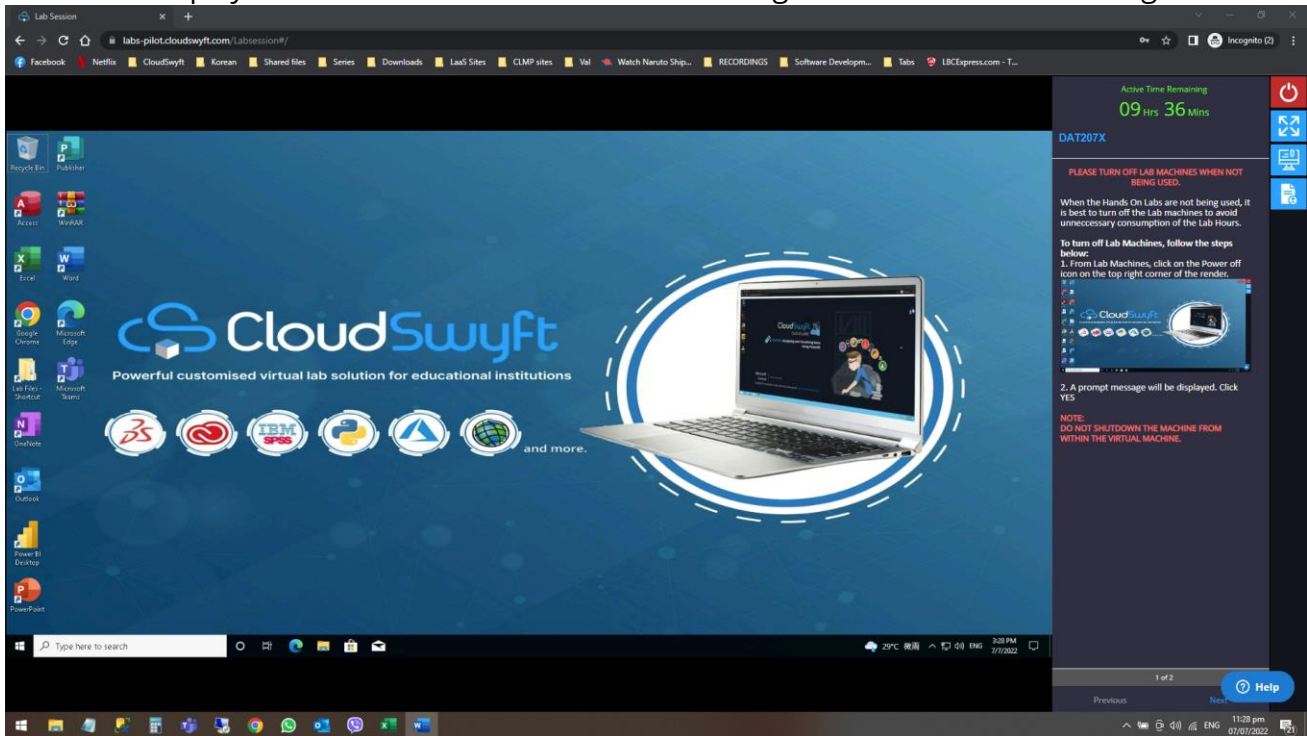 Lab Session
labs-pilot.cloudswyft.com/Labsession#/
Incognito (2)
Facebook
Netflix
CloudSwyft
Korean
Shared files
Series
Downloads
LaaS Sites
CLMP sites
Val
Watch Naruto Ship...
RECORDINGS
Software Developm...
Tabs
LBCExpress.com - T...
Recycle Bin
Publisher
Access
WinRAR
Excel
Word
Google Chrome
Microsoft Edge
Lab Files - Shortcut
Microsoft Teams
OneNote
Outlook
Power BI Desktop
PowerPoint
CloudSwyft
Powerful customised virtual lab solution for educational institutions
IBM
SPSS
and more.
Type here to search
29°C 微雨
ENG
3:28 PM
7/7/2022
Active Time Remaining
09 Hrs 36 Mins
DAT207X
PLEASE TURN OFF LAB MACHINES WHEN NOT
BEING USED.
When the Hands On Labs are not being used, it
is best to turn off the Lab machines to avoid
unneccessary consumption of the Lab Hours.
To turn off Lab Machines, follow the steps
below:
1. From Lab Machines, click on the Power off
icon on the top right corner of the render.
CloudSwyft
2. A prompt message will be displayed. Click
YES
NOTE:
DO NOT SHUTDOWN THE MACHINE FROM
WITHIN THE VIRTUAL MACHINE.
1 of 2
Previous
Next
Help
ENG
11:28 pm
07/07/2022